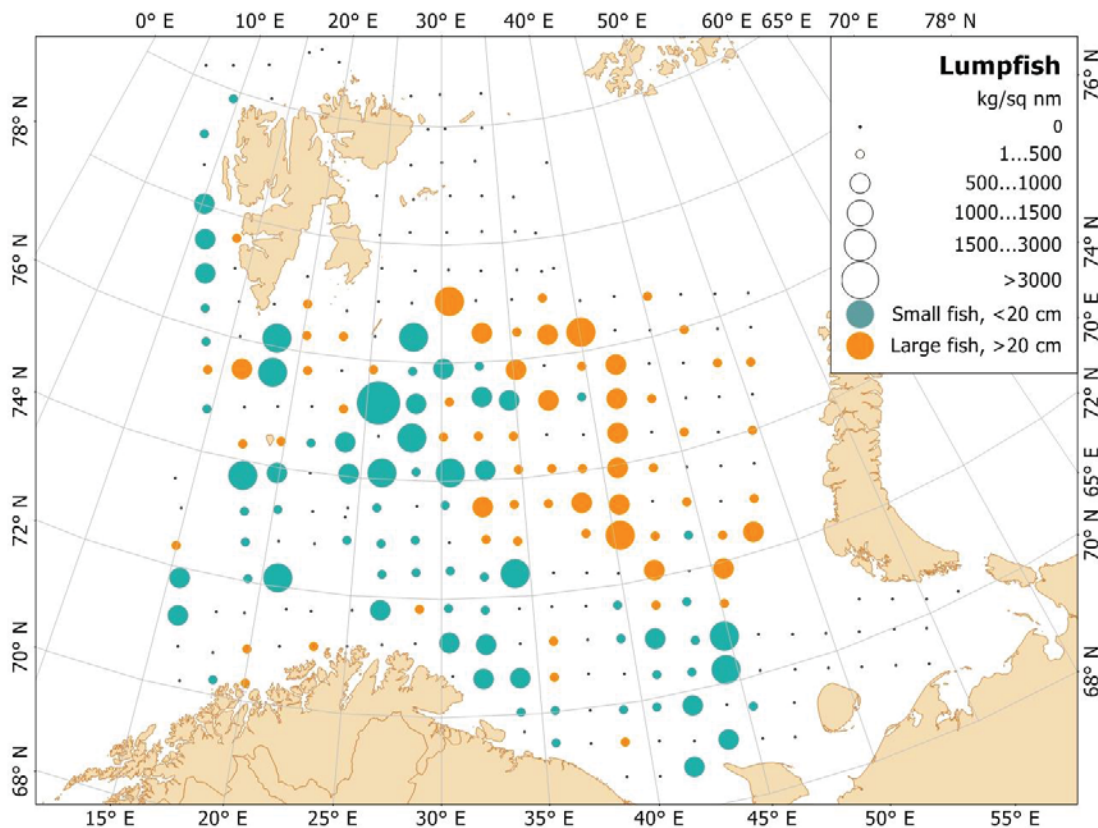 0° E 5° E 10° E 20° E 30° E 40° E 50° E 60° E 65° E 70° E 78° N
Lumpfish
kg/sq nm
0
1...500
500...1000
1000...1500
1500...3000
>3000
Small fish, <20 cm
Large fish, >20 cm
78° N
76° N
74° N
72° N
70° N
68° N
76° N
74° N
70° E
72° N
65° E
70° N
68° N
15° E 20° E 25° E 30° E 35° E 40° E 45° E 50° E 55° E